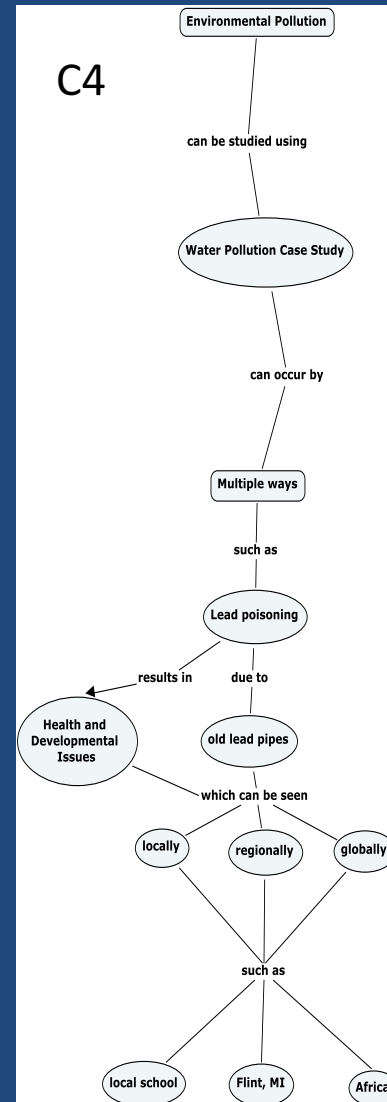 Environmental Pollution
C4
can be studied using
Water Pollution Case Study
can occur by
Multiple ways
such as
Lead poisoning
results in
due to
Health and
Developmental
Issues
old lead pipes
which can be seen
locally
regionally
globally
such as
local school
Flint, MI
Africa